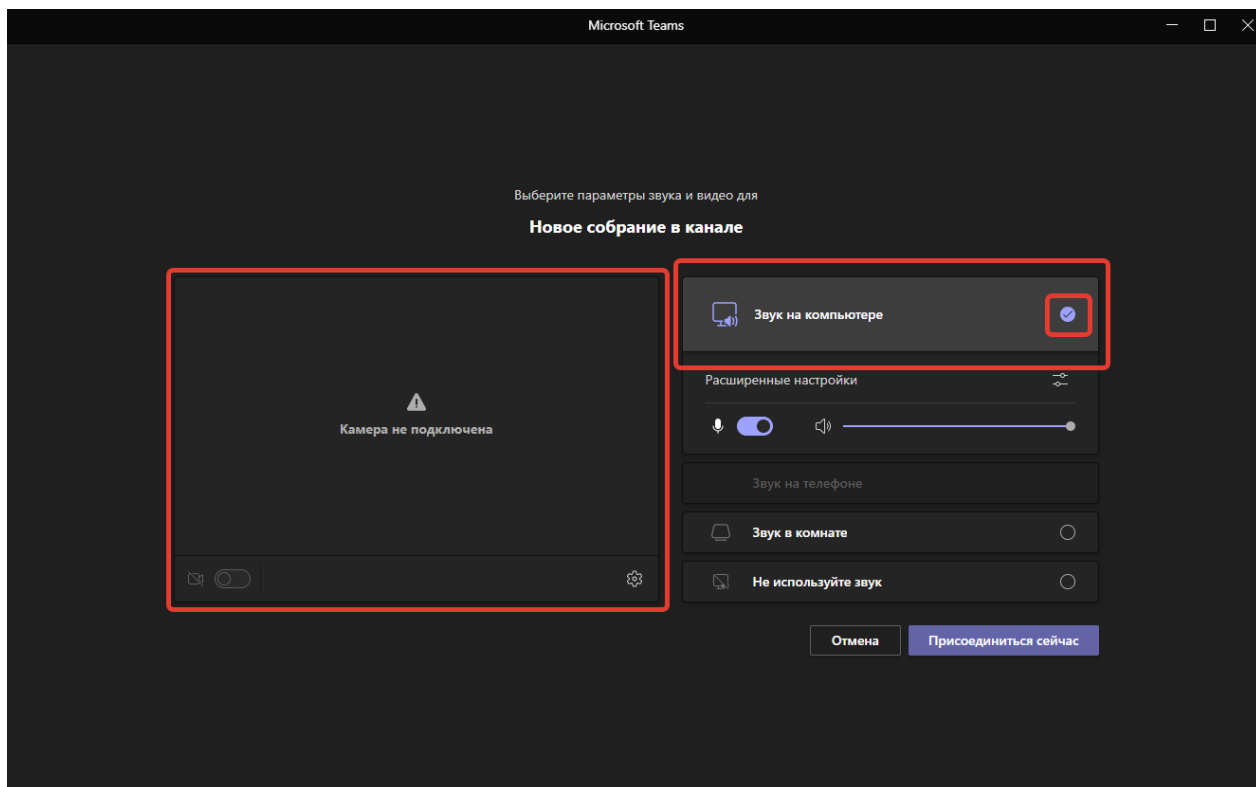 Microsoft Teams
Выберите параметры звука и видео для
Новое собрание в канале
Камера не подключена
Звук на компьютере
Расширенные настройки
Звук на телефоне
Звук в комнате
Не используйте звук
Отмена
Присоединиться сейчас